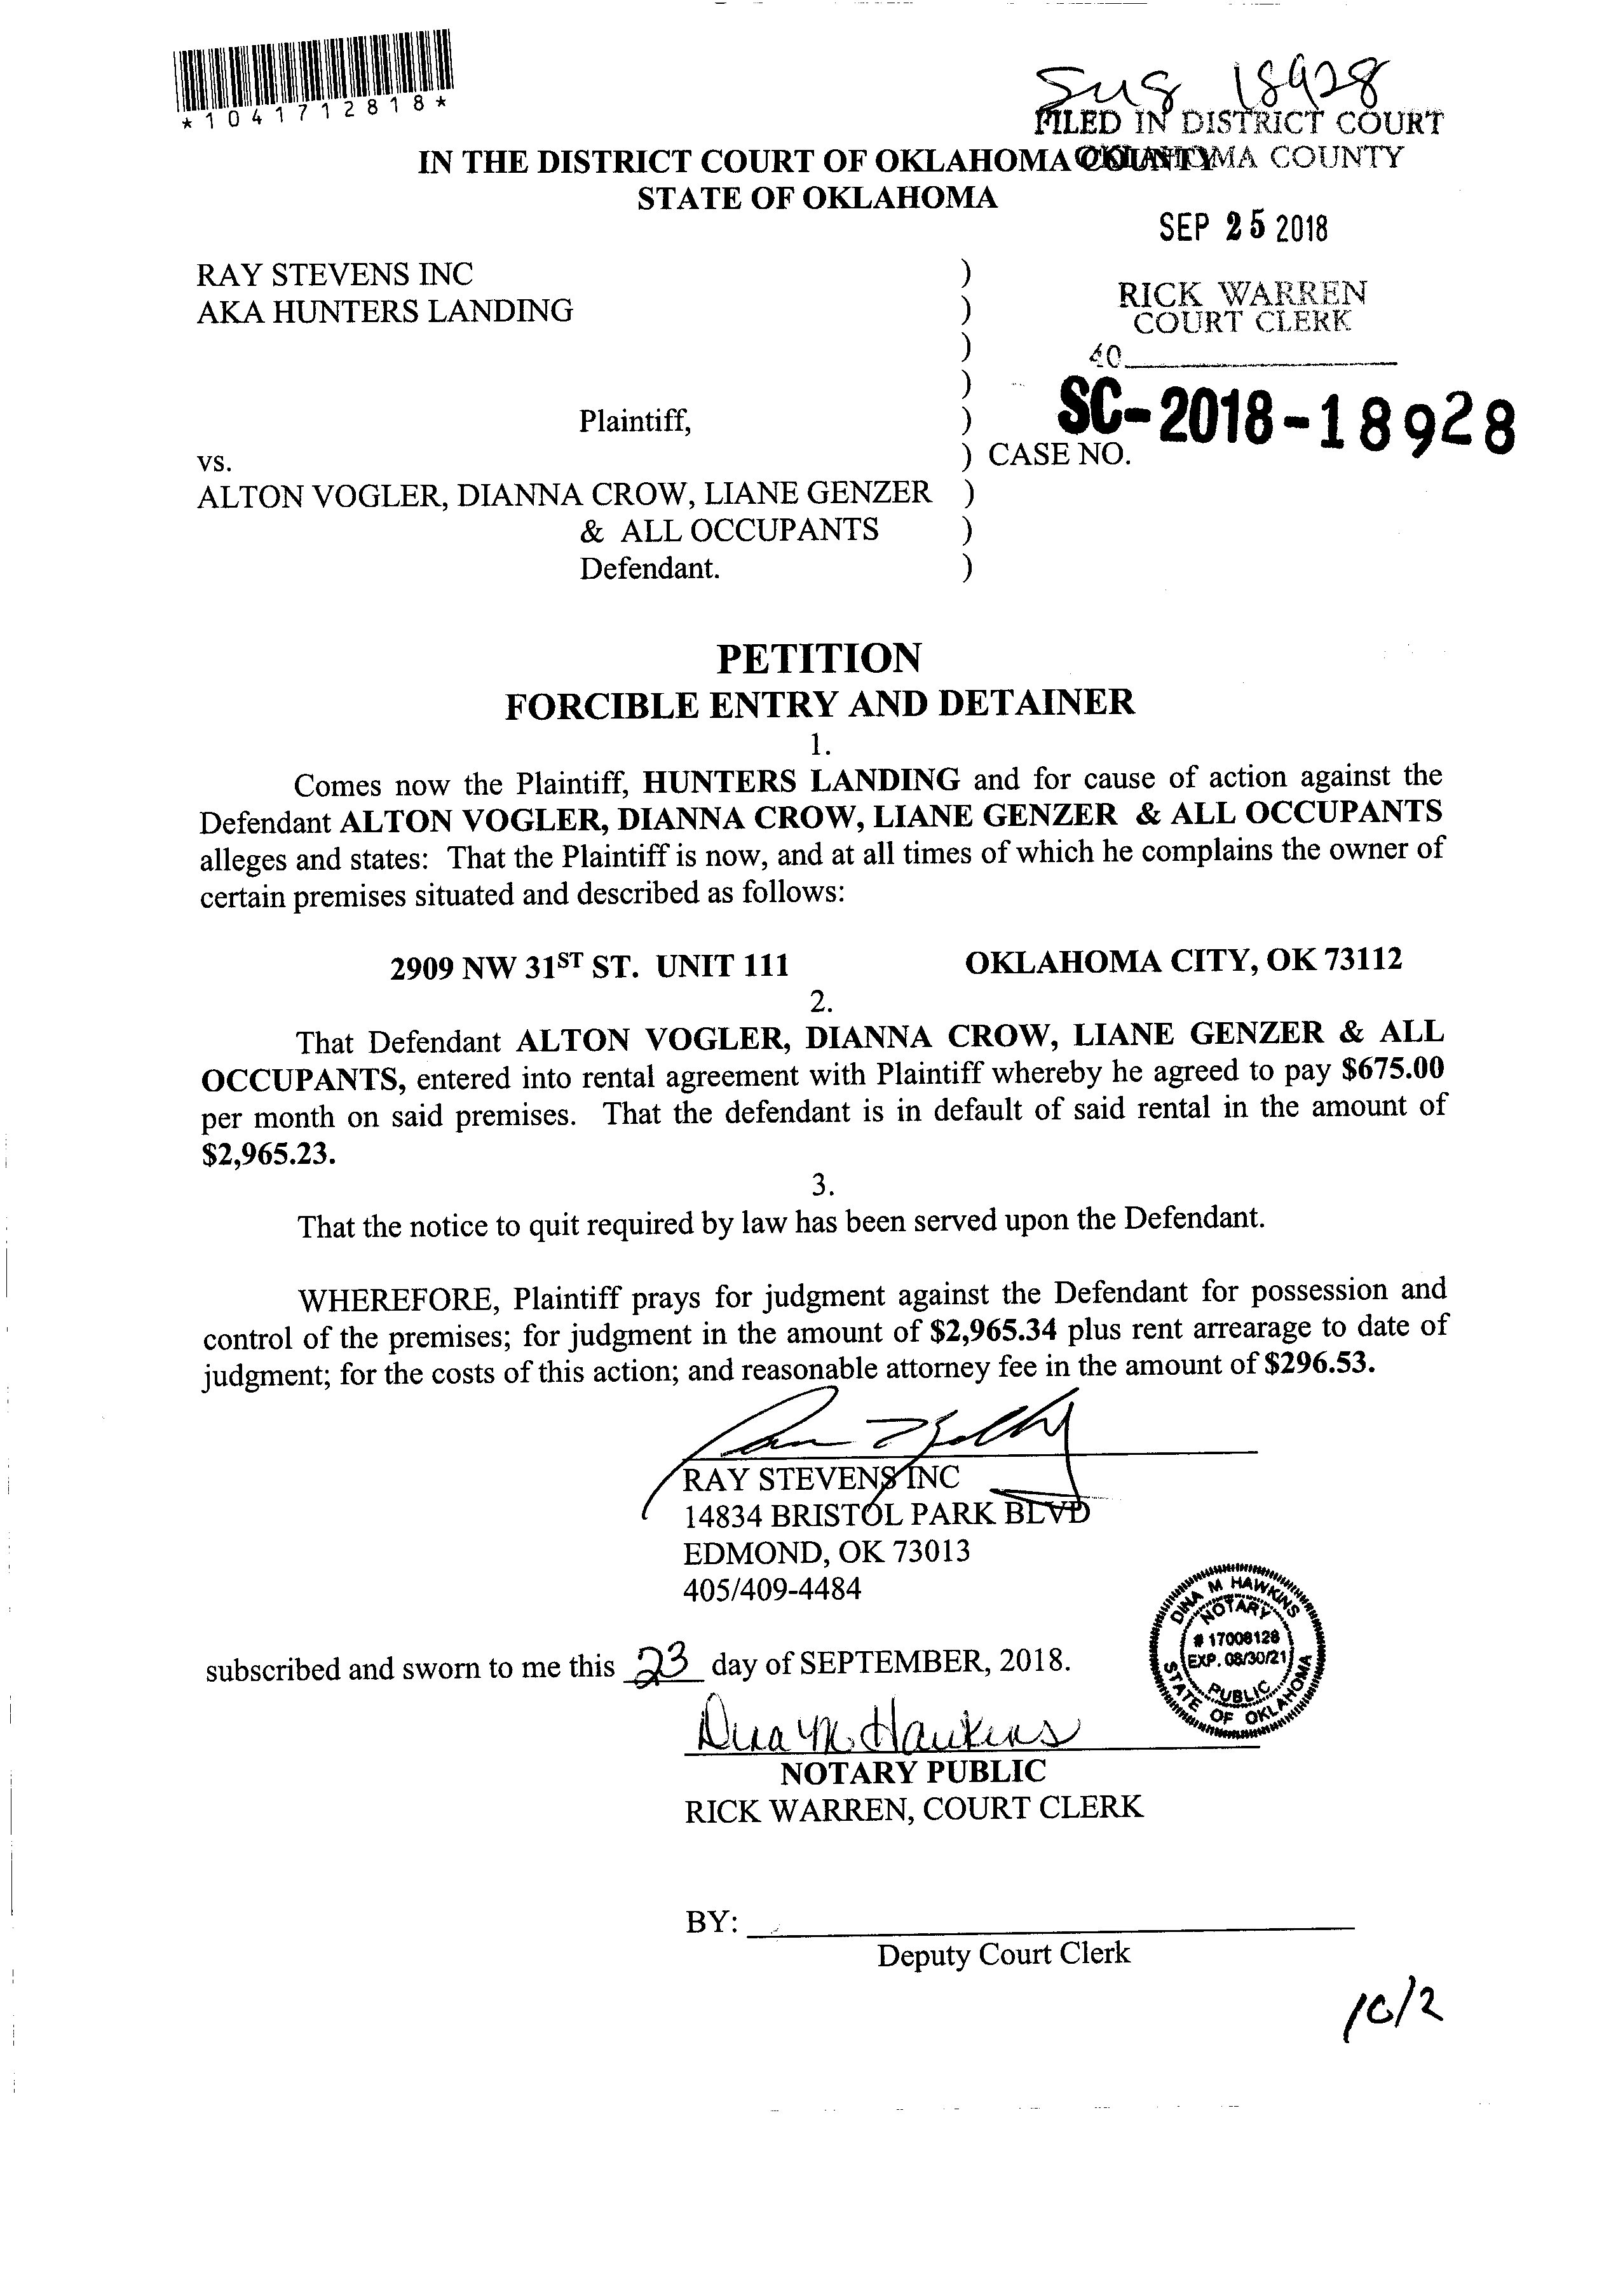 *1041712818*
18928
FILED IN DISTRICT COURT
OKLAHOMA COUNTY
IN THE DISTRICT COURT OF OKLAHOMA COUNTY
STATE OF OKLAHOMA
SEP 25 2018
RICK WARREN
COURT CLERK
40
RAY STEVENS INC )
AKA HUNTERS LANDING )
)
)
Plaintiff, ) SC-2018-18928
vs. ) CASE NO.
ALTON VOGLER, DIANNA CROW, LIANE GENZER )
& ALL OCCUPANTS )
Defendant. )
PETITION
FORCIBLE ENTRY AND DETAINER
1.
Comes now the Plaintiff, HUNTERS LANDING and for cause of action against the
Defendant ALTON VOGLER, DIANNA CROW, LIANE GENZER & ALL OCCUPANTS
alleges and states: That the Plaintiff is now, and at all times of which he complains the owner of
certain premises situated and described as follows:
2909 NW 31ST ST. UNIT 111 OKLAHOMA CITY, OK 73112
2.
That Defendant ALTON VOGLER, DIANNA CROW, LIANE GENZER & ALL
OCCUPANTS, entered into rental agreement with Plaintiff whereby he agreed to pay $675.00
per month on said premises. That the defendant is in default of said rental in the amount of
$2,965.23.
3.
That the notice to quit required by law has been served upon the Defendant.
WHEREFORE, Plaintiff prays for judgment against the Defendant for possession and
control of the premises; for judgment in the amount of $2,965.34 plus rent arrearage to date of
judgment; for the costs of this action; and reasonable attorney fee in the amount of $296.53.
RAY STEVENS INC
14834 BRISTOL PARK BLVD
EDMOND, OK 73013
405/409-4484
DINA M HAWKINS
NOTARY
# 17008128
EXP. 08/30/21
PUBLIC
STATE OF OKLAHOMA
subscribed and sworn to me this 23 day of SEPTEMBER, 2018.
Dina M. Hawkins
NOTARY PUBLIC
RICK WARREN, COURT CLERK
BY:
Deputy Court Clerk
10/2